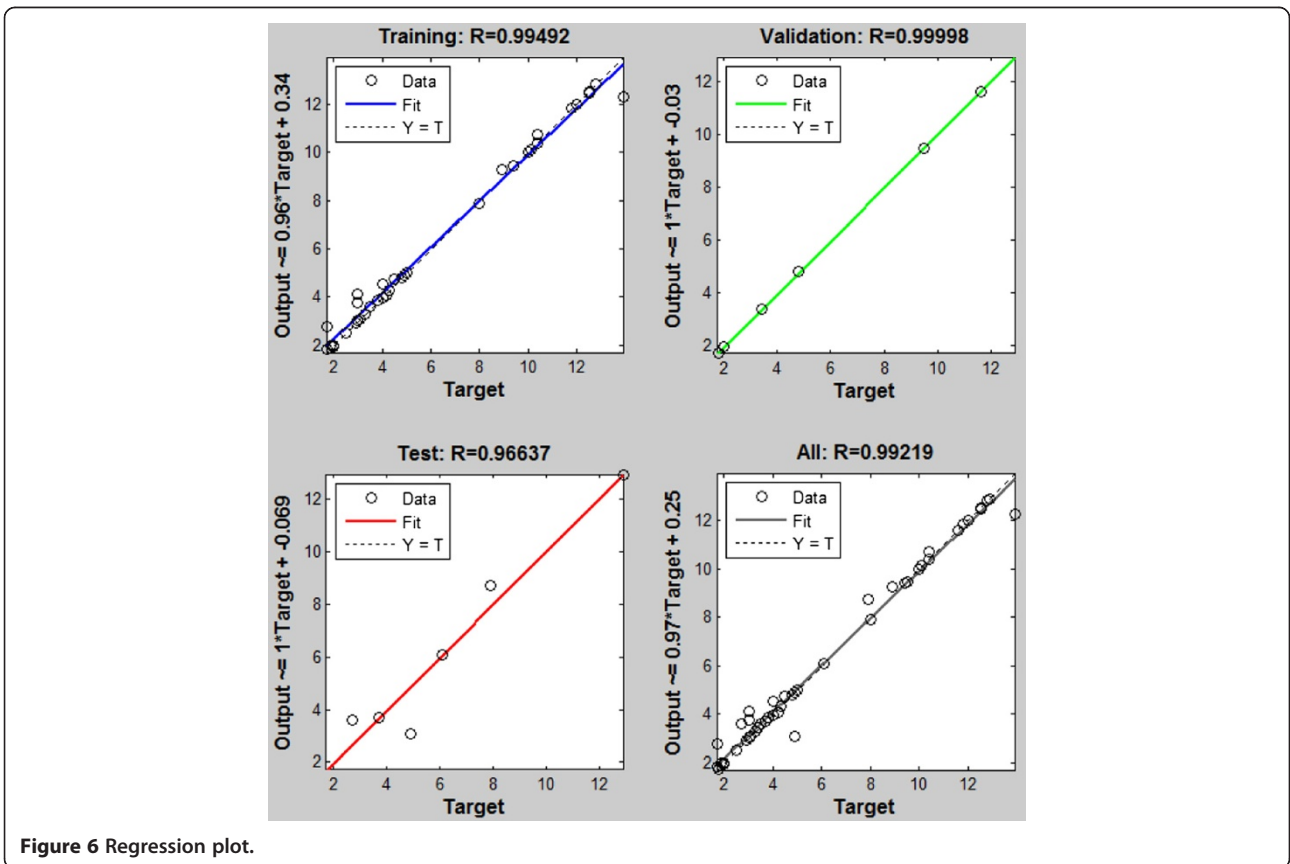 Training: R=0.99492
Output ~= 0.96*Target + 0.34
Data
Fit
Y = T
12
10
8
6
4
2
2 4 6 8 10 12
Target
Validation: R=0.99998
Output ~= 1*Target + -0.03
Data
Fit
Y = T
12
10
8
6
4
2
2 4 6 8 10 12
Target
Test: R=0.96637
Output ~= 1*Target + -0.069
Data
Fit
Y = T
12
10
8
6
4
2
2 4 6 8 10 12
Target
All: R=0.99219
Output ~= 0.97*Target + 0.25
Data
Fit
Y = T
12
10
8
6
4
2
2 4 6 8 10 12
Target
Figure 6 Regression plot.